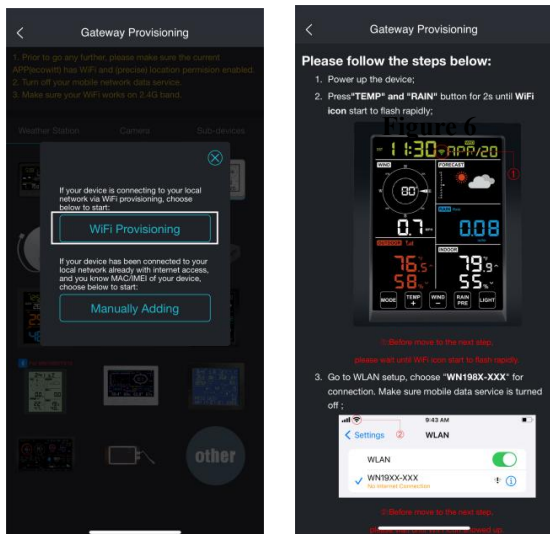 Gateway Provisioning
1. Prior to go any further, please make sure the current
APP(ecowitt) has WiFi and (precise) location permision enabled.
2. Turn off your mobile network data service.
3. Make sure your WiFi works on 2.4G band.
Weather Station Camera Sub-devices
If your device is connecting to your local
network via WiFi provisioning, choose
below to start:
WiFi Provisioning
If your device has been connected to your
local network already with internet access,
and you know MAC/IMEI of your device,
choose below to start:
Manually Adding
other
Gateway Provisioning
Please follow the steps below:
1. Power up the device;
2. Press"TEMP" and "RAIN" button for 2s until WiFi
icon start to flash rapidly;
Figure 6
11:30 APP/20
WIND FORECAST
①
80°
RAIN
0.7 0.08
OUTDOOR INDOOR
76.5 79.9
58 55
MODE TEMP + WIND - RAIN PRE LIGHT
①:Before move to the next step,
please wait until WiFi icon start to flash rapidly.
3. Go to WLAN setup, choose "WN198X-XXX" for
connection. Make sure mobile data service is turned
off ;
9:43 AM
Settings ② WLAN
WLAN
WN19XX-XXX
No Internet Connection
②:Before move to the next step,